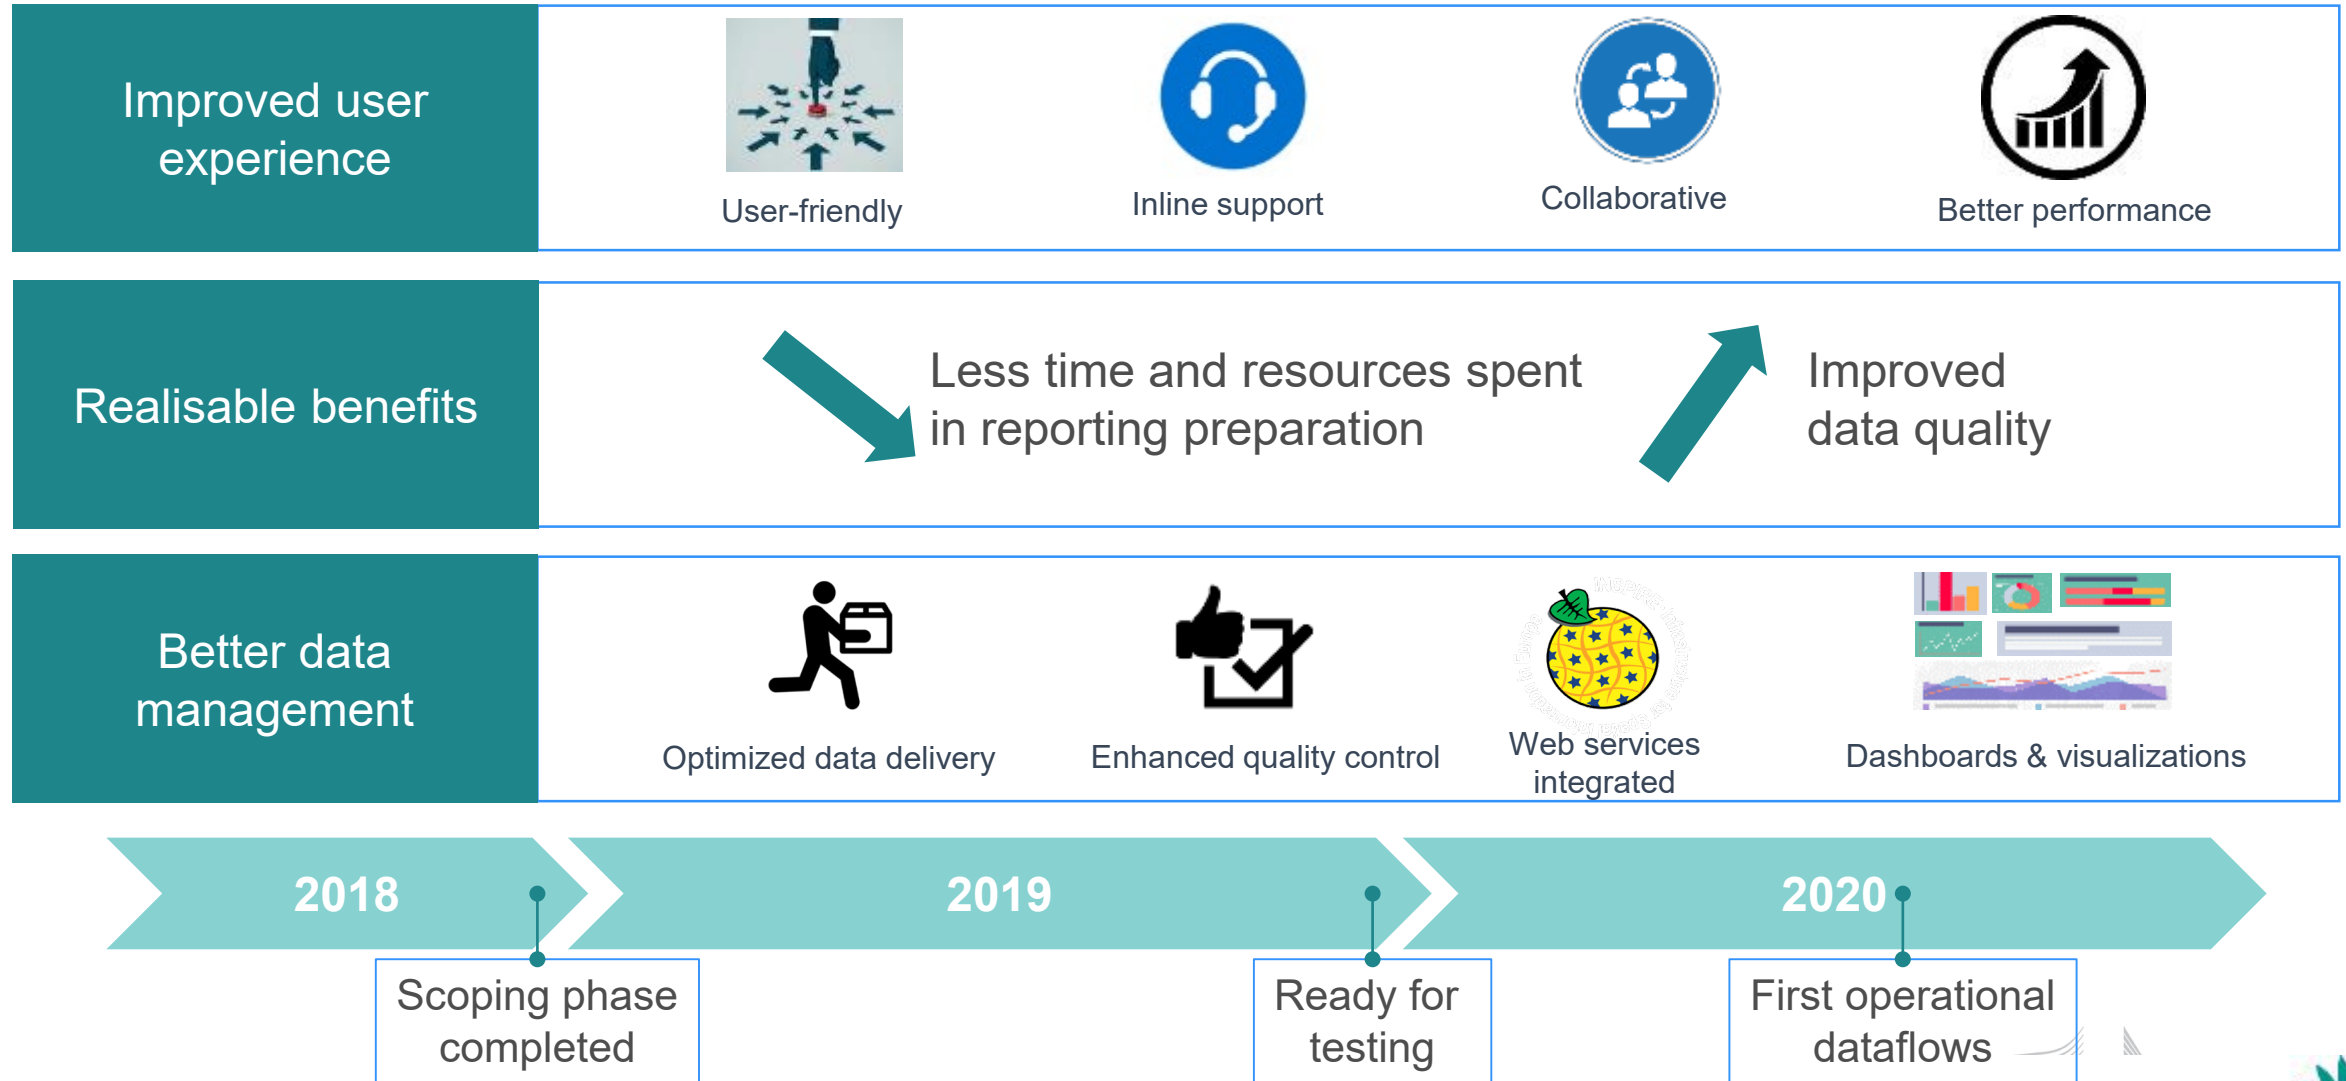 Improved user
experience
User-friendly
Inline support
Collaborative
Better performance
Realisable benefits
Less time and resources spent
in reporting preparation
Improved
data quality
Better data
management
Optimized data delivery
Enhanced quality control
Web services
integrated
Dashboards & visualizations
2018
2019
2020
Scoping phase
completed
Ready for
testing
First operational
dataflows